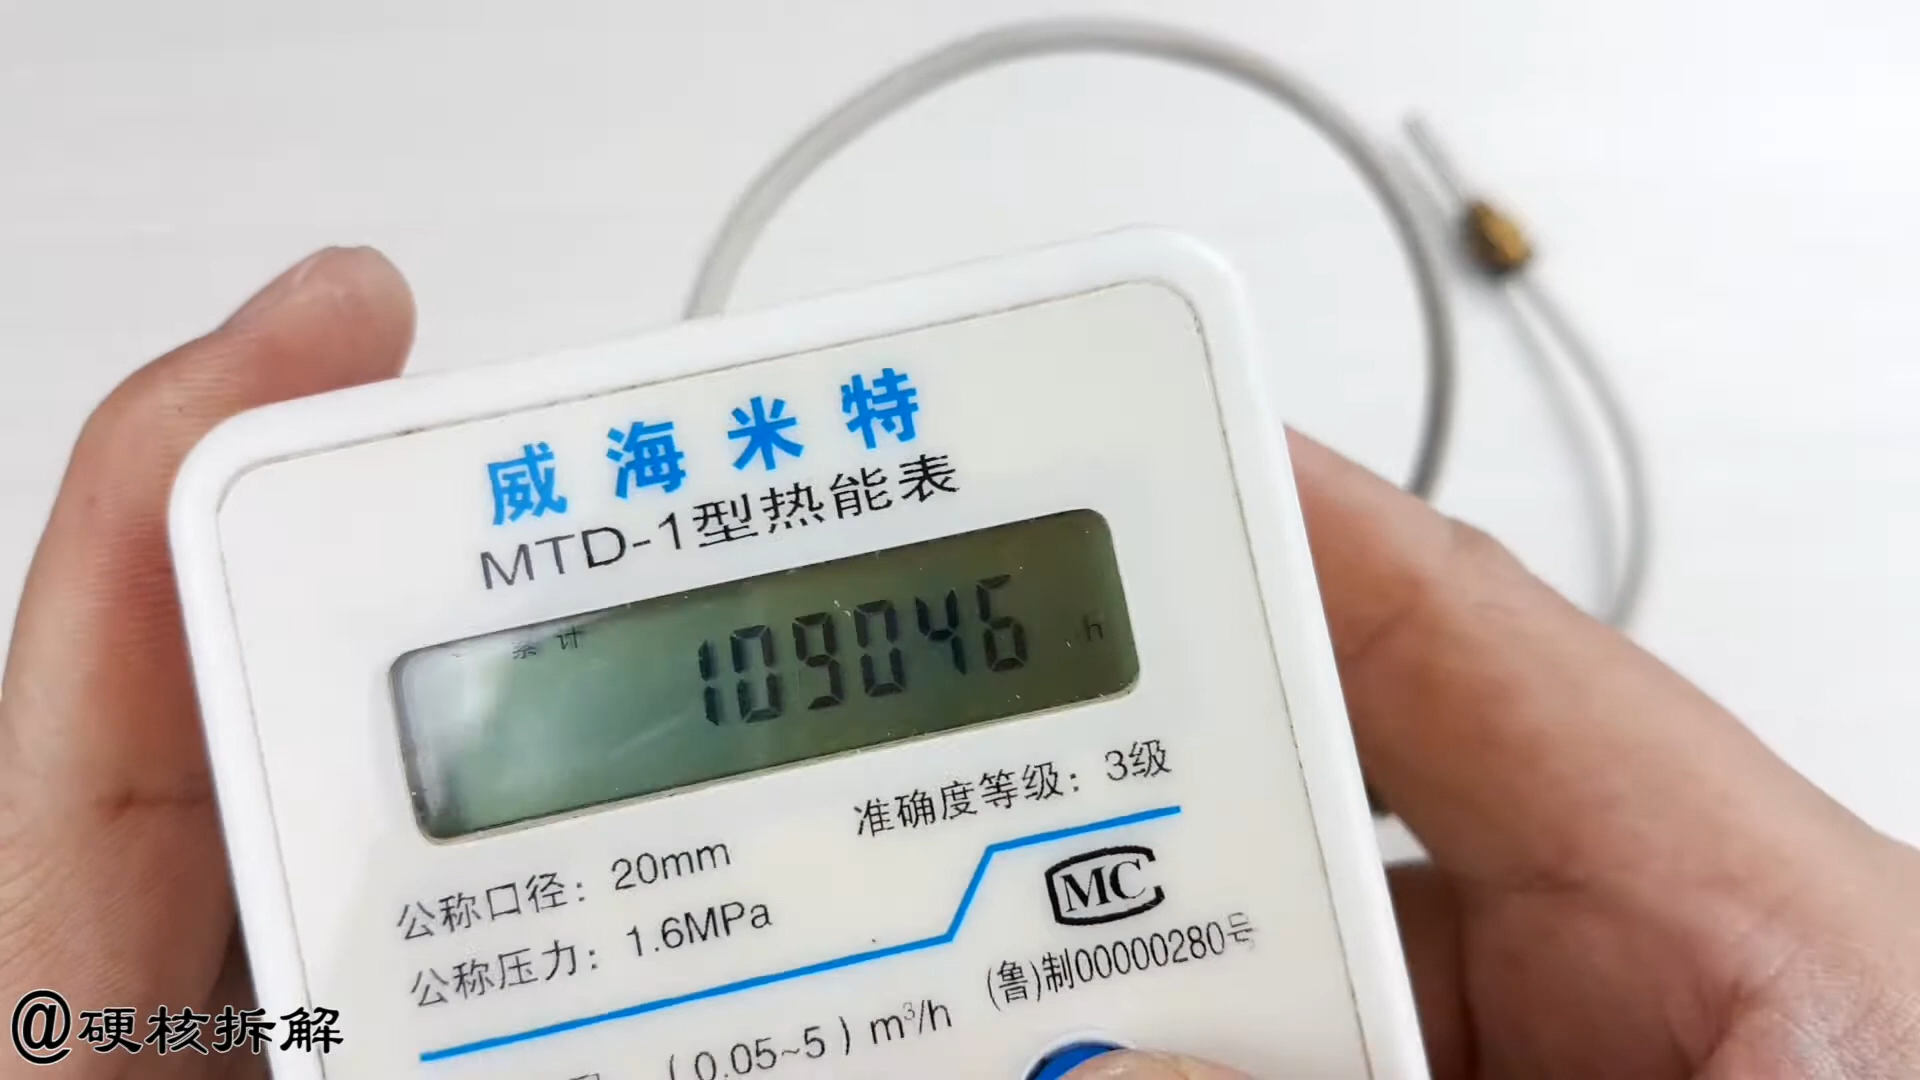 威海米特
MTD-1型热能表
累计
109046 h
准确度等级：3级
公称口径：20mm
公称压力：1.6MPa
MC
(鲁)制00000280号
(0.05~5) m³/h
@硬核拆解